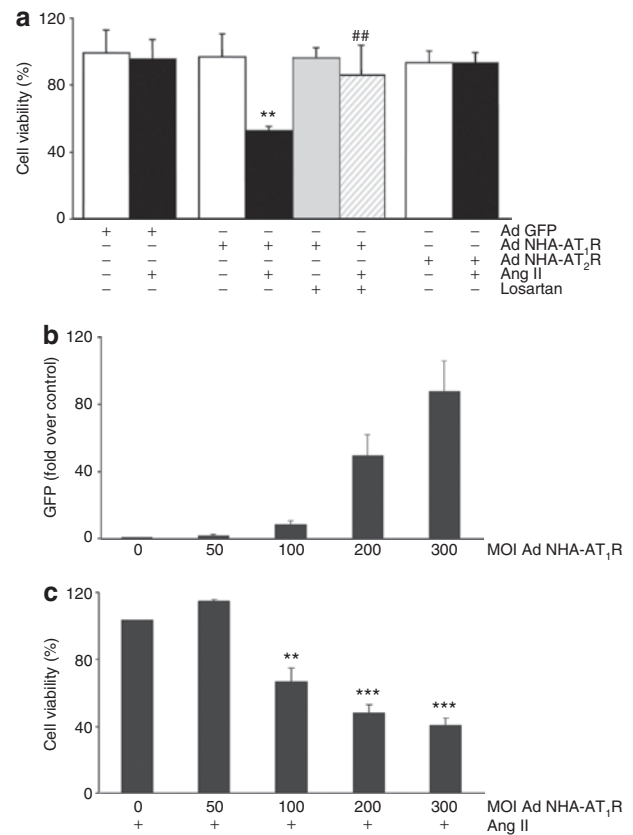 a
120
80
40
0
Cell viability (%)
**
##
+ + − − − − − − Ad GFP
− − + + + + − − Ad NHA-AT₁R
− − − − − − + + Ad NHA-AT₂R
− + − + − + − + Ang II
− − − − + + − − Losartan
b
120
80
40
0
GFP (fold over control)
0 50 100 200 300 MOI Ad NHA-AT₁R
c
120
80
40
0
Cell viability (%)
**
***
***
0 50 100 200 300 MOI Ad NHA-AT₁R
+ + + + + Ang II